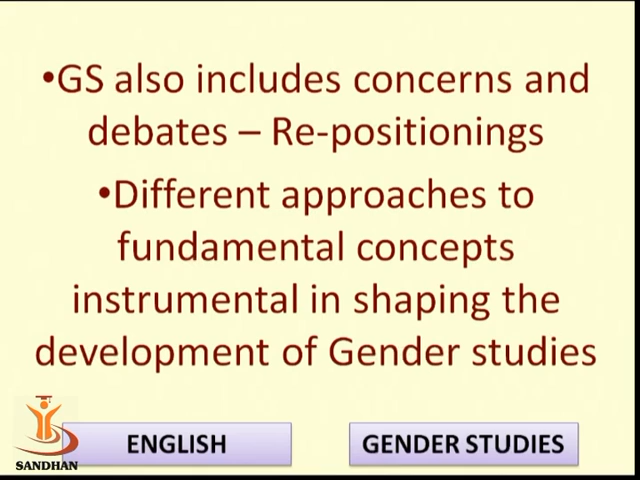 •GS also includes concerns and
debates – Re-positionings
•Different approaches to
fundamental concepts
instrumental in shaping the
development of Gender studies
SANDHAN
ENGLISH
GENDER STUDIES